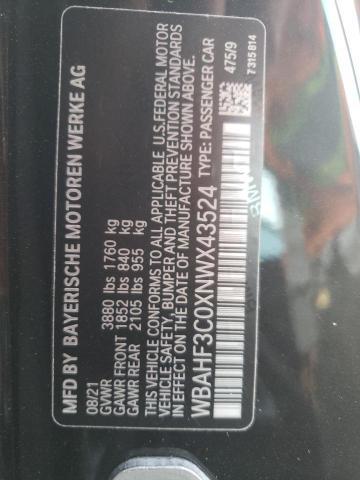 MFD BY BAYERISCHE MOTOREN WERKE AG
08/21
GVWR 3880 lbs 1760 kg
GAWR FRONT 1852 lbs 840 kg
GAWR REAR 2105 lbs 955 kg
THIS VEHICLE CONFORMS TO ALL APPLICABLE U.S.FEDERAL MOTOR
VEHICLE SAFETY, BUMPER, AND THEFT PREVENTION STANDARDS
IN EFFECT ON THE DATE OF MANUFACTURE SHOWN ABOVE.
WBAHF3C0XNWX43524 TYPE: PASSENGER CAR
475/9
7315814